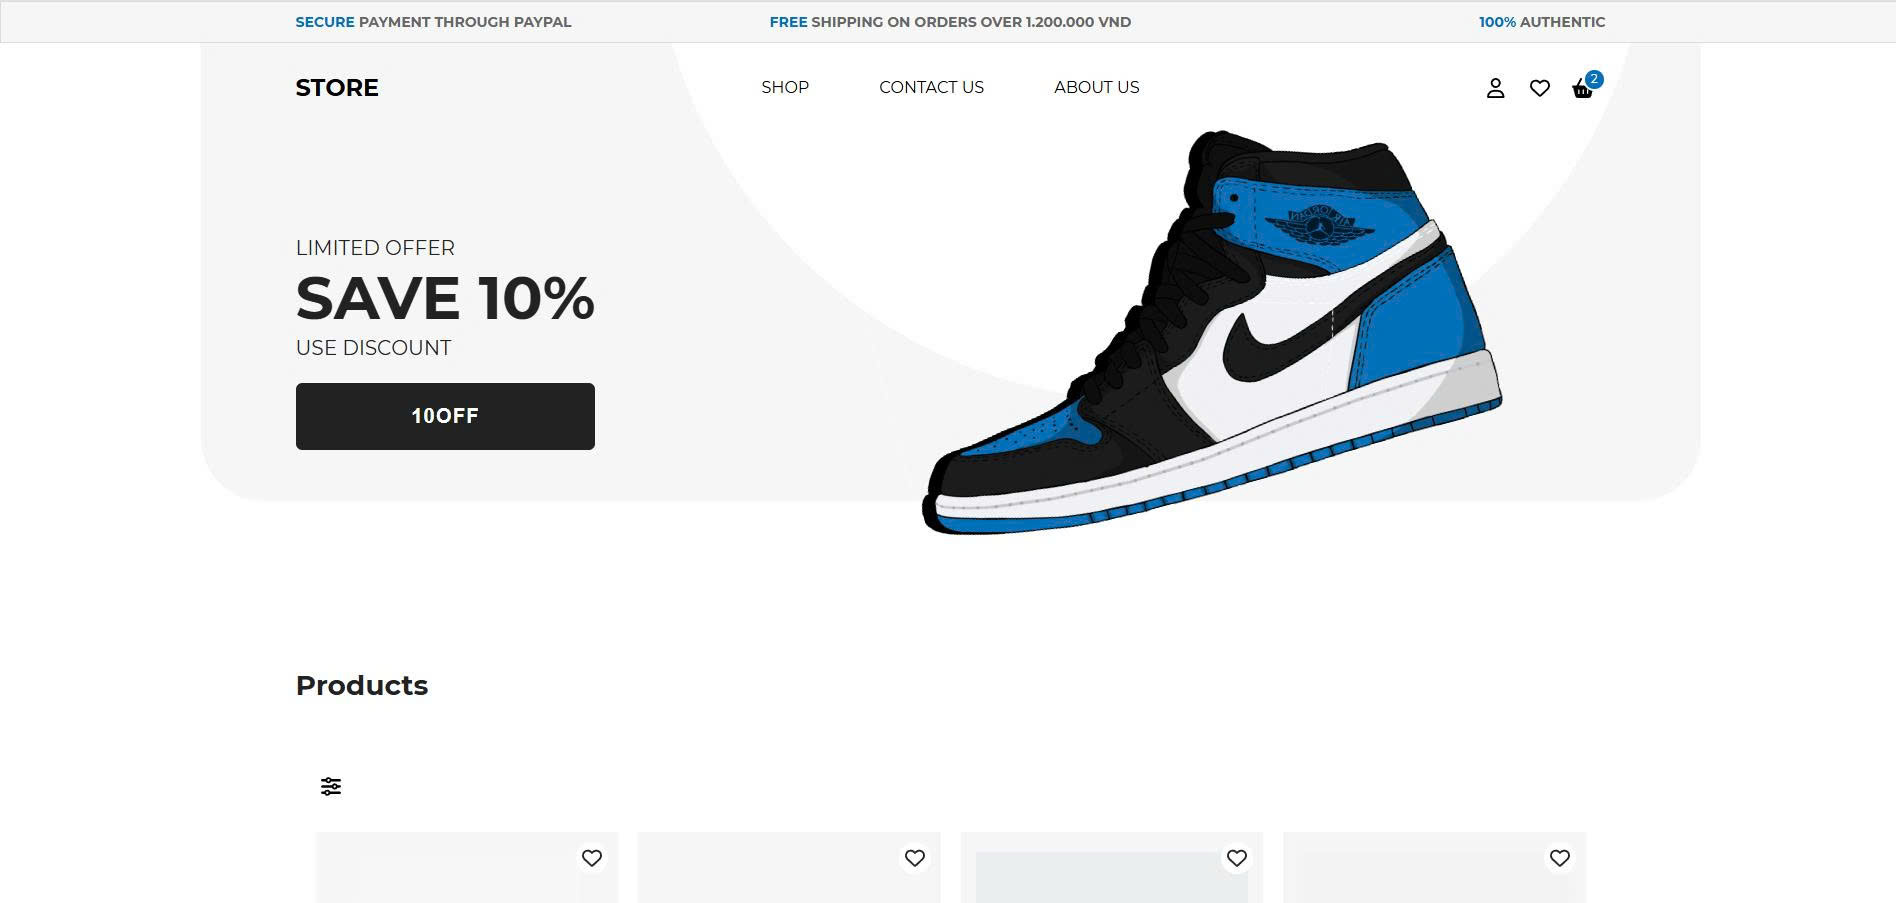 SECURE PAYMENT THROUGH PAYPAL
FREE SHIPPING ON ORDERS OVER 1.200.000 VND
100% AUTHENTIC
STORE
SHOP
CONTACT US
ABOUT US
2
AIR JORDAN
LIMITED OFFER
SAVE 10%
USE DISCOUNT
10OFF
Products